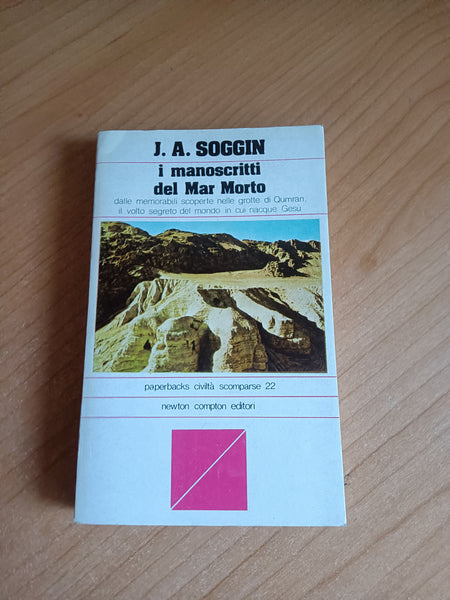 J. A. SOGGIN
i manoscritti
del Mar Morto
dalle memorabili scoperte nelle grotte di Qumran,
il volto segreto del mondo in cui nacque Gesù
paperbacks civiltà scomparse 22
newton compton editori